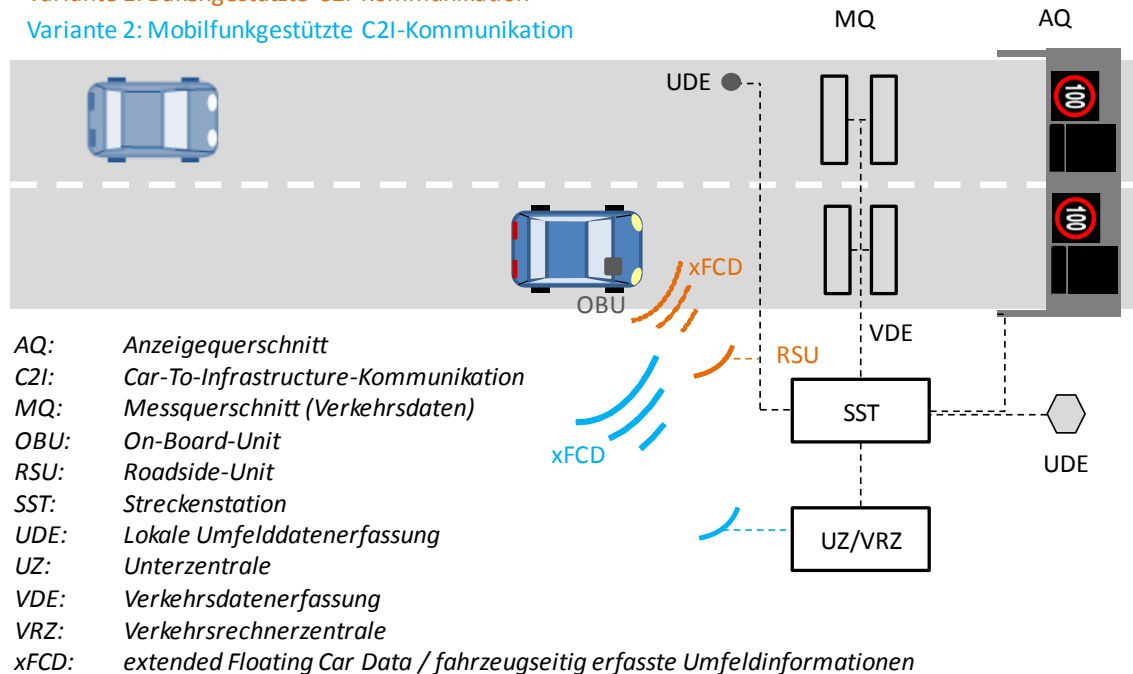 Variante 2: Mobilfunkgestützte C2I-Kommunikation
MQ
AQ
UDE
100
100
xFCD
OBU
VDE
RSU
SST
xFCD
UDE
UZ/VRZ
AQ: Anzeigequerschnitt
C2I: Car-To-Infrastructure-Kommunikation
MQ: Messquerschnitt (Verkehrsdaten)
OBU: On-Board-Unit
RSU: Roadside-Unit
SST: Streckenstation
UDE: Lokale Umfelddatenerfassung
UZ: Unterzentrale
VDE: Verkehrsdatenerfassung
VRZ: Verkehrsrechnerzentrale
xFCD: extended Floating Car Data / fahrzeugseitig erfasste Umfeldinformationen